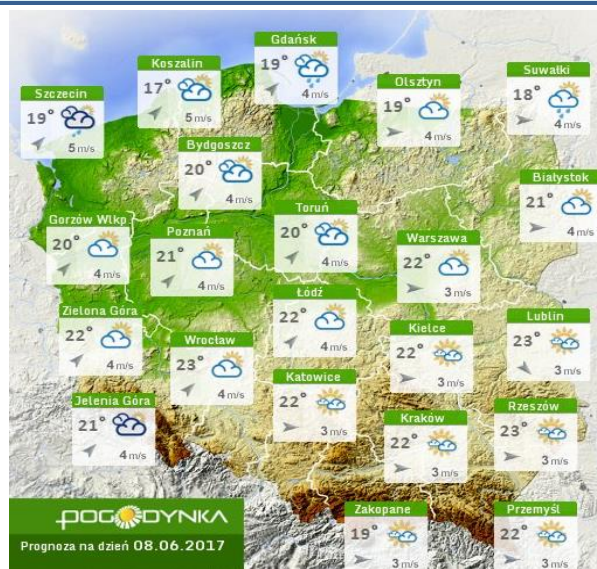 Gdańsk
19° 4 m/s
Koszalin
17° 5 m/s
Suwałki
18° 4 m/s
Olsztyn
19° 4 m/s
Szczecin
19° 5 m/s
Bydgoszcz
20° 4 m/s
Białystok
21° 4 m/s
Gorzów Wlkp.
20° 4 m/s
Poznań
21° 4 m/s
Toruń
20° 4 m/s
Warszawa
22° 3 m/s
Łódź
22° 4 m/s
Zielona Góra
22° 4 m/s
Lublin
23° 3 m/s
Kielce
22° 3 m/s
Wrocław
23° 4 m/s
Katowice
22° 3 m/s
Jelenia Góra
21° 4 m/s
Rzeszów
23° 3 m/s
Kraków
22° 3 m/s
Zakopane
19° 3 m/s
Przemyśl
22° 3 m/s
POGODYNKA
Prognoza na dzień 08.06.2017